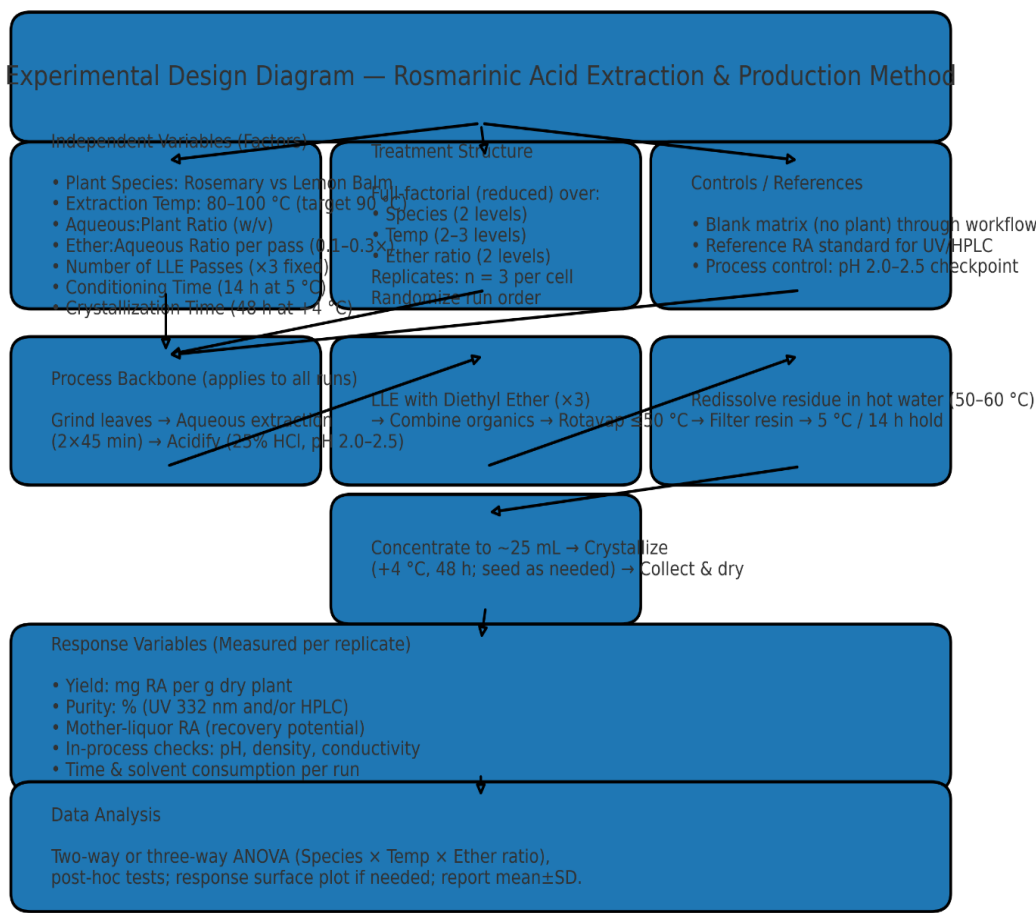 Experimental Design Diagram — Rosmarinic Acid Extraction & Production Method
Independent Variables (Factors)
• Plant Species: Rosemary vs Lemon Balm
• Extraction Temp: 80–100 °C (target 90 °C)
• Aqueous:Plant Ratio (w/v)
• Ether:Aqueous Ratio per pass (0.1–0.3×)
• Number of LLE Passes (×3 fixed)
• Conditioning Time (14 h at 5 °C)
• Crystallization Time (48 h at +4 °C)
Treatment Structure
Full-factorial (reduced) over:
• Species (2 levels)
• Temp (2–3 levels)
• Ether ratio (2 levels)
Replicates: n = 3 per cell
Randomize run order
Controls / References
• Blank matrix (no plant) through workflow
• Reference RA standard for UV/HPLC
• Process control: pH 2.0–2.5 checkpoint
Process Backbone (applies to all runs)
Grind leaves → Aqueous extraction
(2×45 min) → Acidify (25% HCl, pH 2.0–2.5)
LLE with Diethyl Ether (×3)
→ Combine organics → Rotavap ≤50 °C
Redissolve residue in hot water (50–60 °C)
→ Filter resin → 5 °C / 14 h hold
Concentrate to ~25 mL → Crystallize
(+4 °C, 48 h; seed as needed) → Collect & dry
Response Variables (Measured per replicate)
• Yield: mg RA per g dry plant
• Purity: % (UV 332 nm and/or HPLC)
• Mother-liquor RA (recovery potential)
• In-process checks: pH, density, conductivity
• Time & solvent consumption per run
Data Analysis
Two-way or three-way ANOVA (Species × Temp × Ether ratio),
post-hoc tests; response surface plot if needed; report mean±SD.